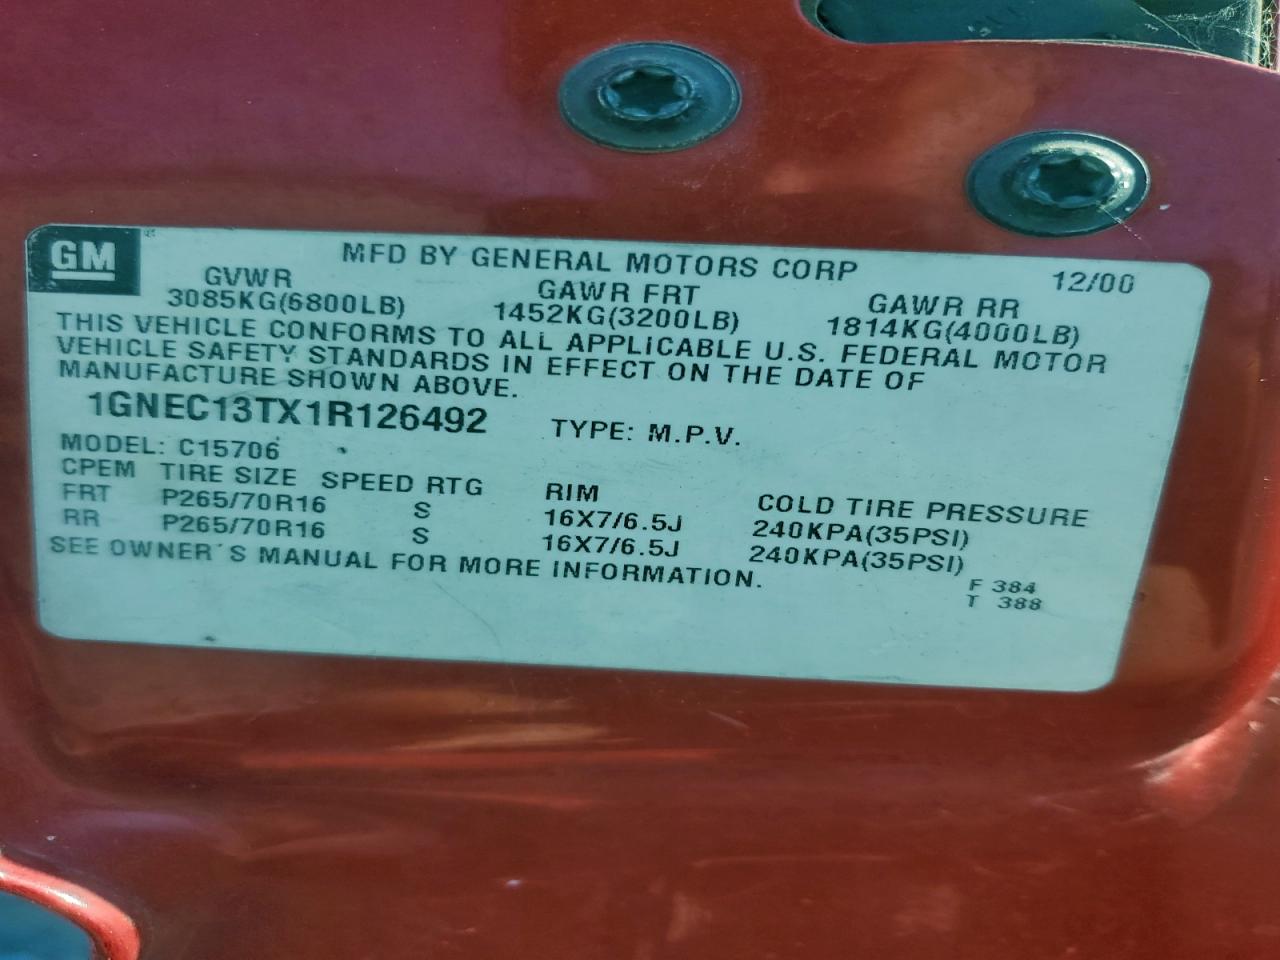 GM
MFD BY GENERAL MOTORS CORP 12/00
GVWR GAWR FRT GAWR RR
3085KG(6800LB) 1452KG(3200LB) 1814KG(4000LB)
THIS VEHICLE CONFORMS TO ALL APPLICABLE U.S. FEDERAL MOTOR
VEHICLE SAFETY STANDARDS IN EFFECT ON THE DATE OF
MANUFACTURE SHOWN ABOVE.
1GNEC13TX1R126492 TYPE: M.P.V.
MODEL: C15706
CPEM TIRE SIZE SPEED RTG RIM COLD TIRE PRESSURE
FRT P265/70R16 S 16X7/6.5J 240KPA(35PSI)
RR P265/70R16 S 16X7/6.5J 240KPA(35PSI)
SEE OWNER'S MANUAL FOR MORE INFORMATION.
F 384
T 388